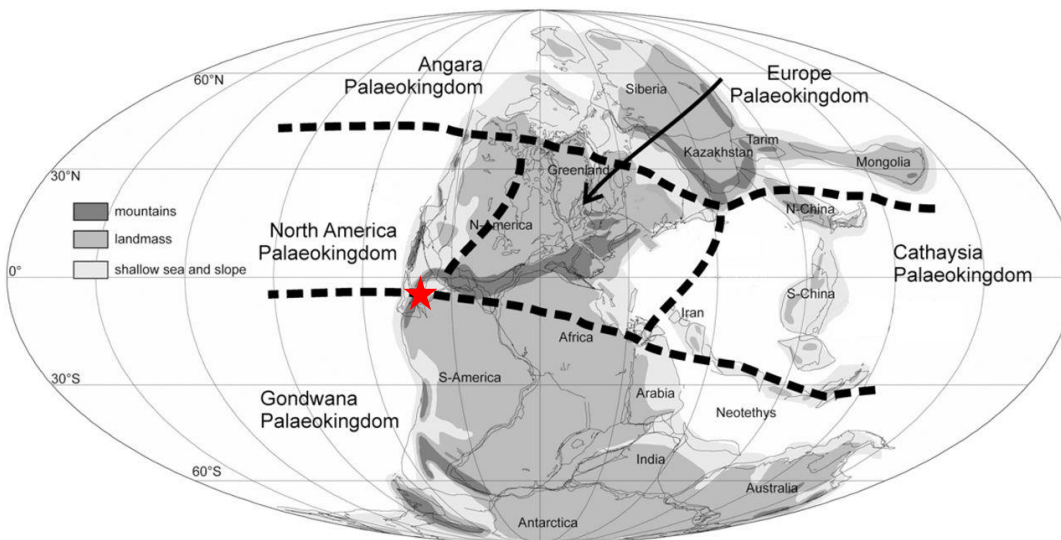 Angara
Palaeokingdom
Europe
Palaeokingdom
60°N
Siberia
Tarim
Kazakhstan
Mongolia
30°N
Greenland
N-China
mountains
landmass
shallow sea and slope
N-America
North America
Palaeokingdom
Cathaysia
Palaeokingdom
0°
S-China
Iran
Africa
S-America
30°S
Arabia
Gondwana
Palaeokingdom
Neotethys
India
60°S
Australia
Antarctica